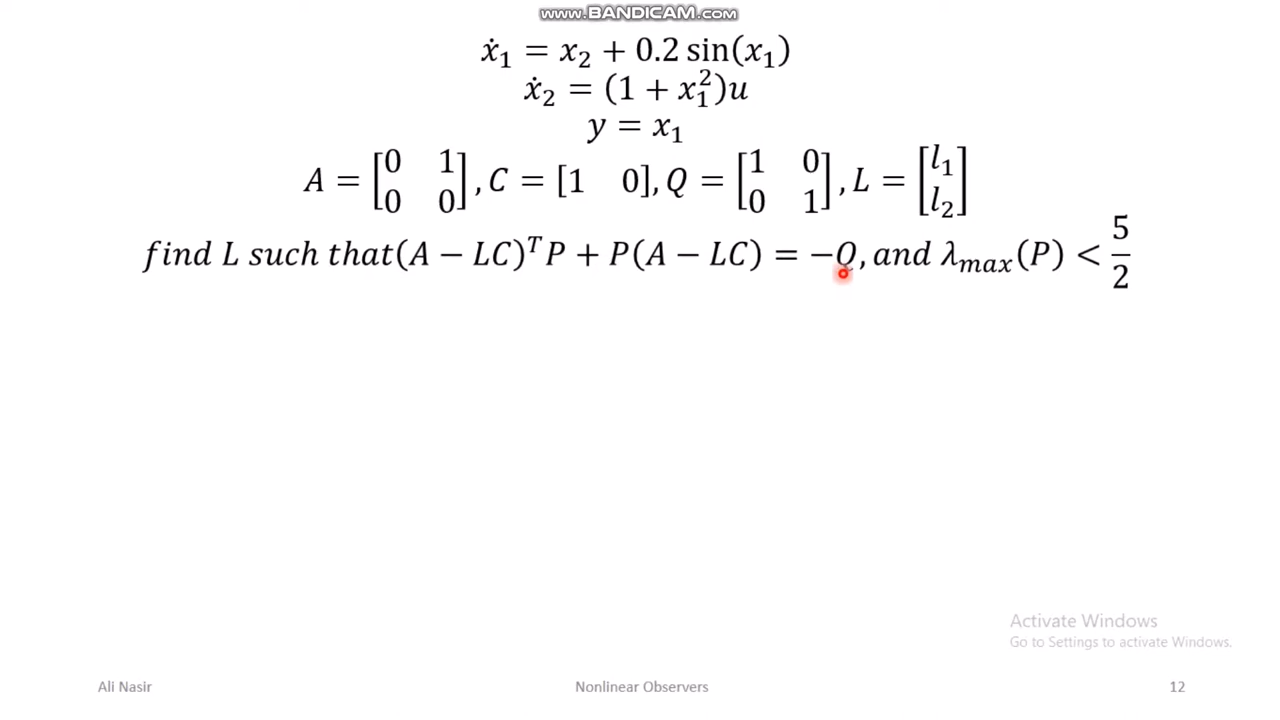 www.BANDICAM.com
ẋ₁ = x₂ + 0.2 sin(x₁)
ẋ₂ = (1 + x₁²)u
y = x₁
A = [0 1; 0 0], C = [1 0], Q = [1 0; 0 1], L = [l₁; l₂]
find L such that(A − LC)ᵀP + P(A − LC) = −Q, and λₘₐₓ(P) < 5/2
Activate Windows
Go to Settings to activate Windows.
Ali Nasir
Nonlinear Observers
12